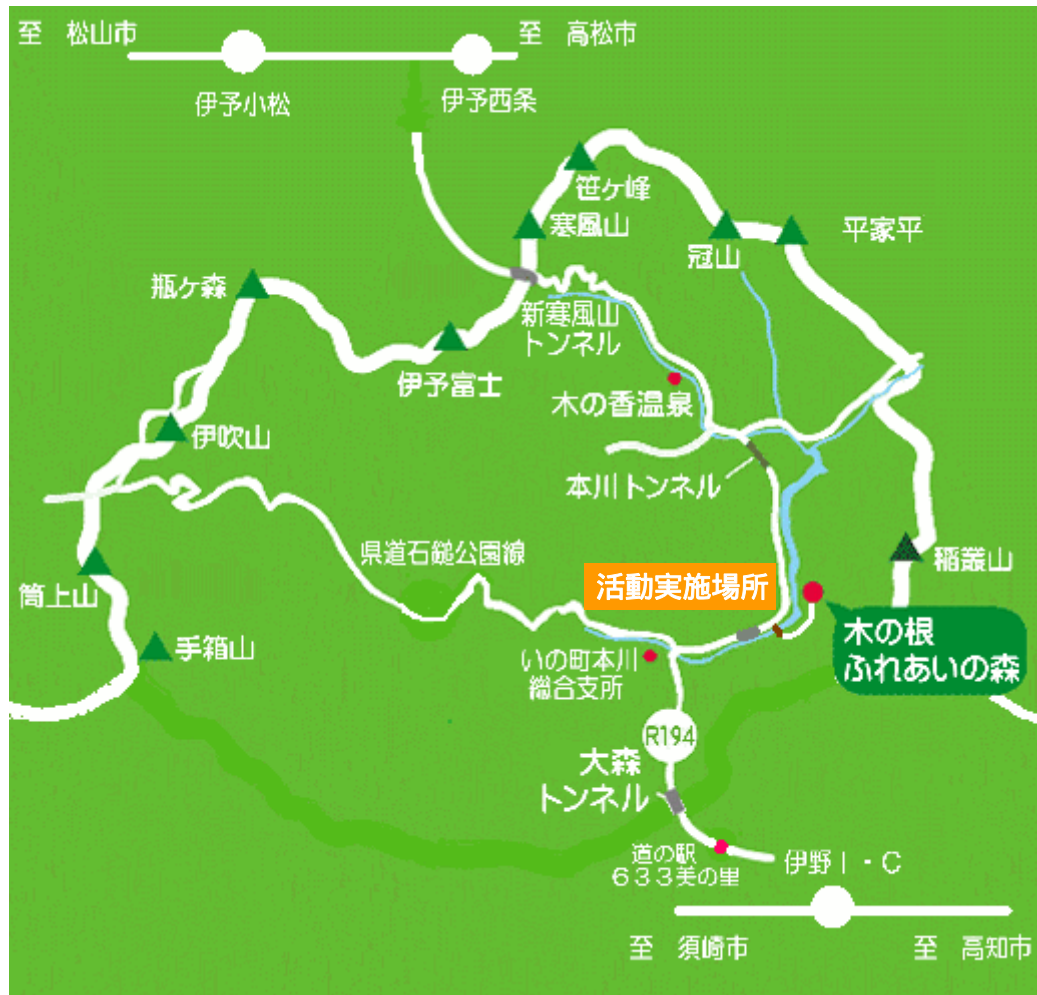 至 松山市
至 高松市
伊予小松
伊予西条
笹ヶ峰
寒風山
冠山
平家平
瓶ヶ森
新寒風山
トンネル
伊予富士
木の香温泉
伊吹山
本川トンネル
県道石鎚公園線
稲叢山
活動実施場所
筒上山
木の根
ふれあいの森
手箱山
いの町本川
総合支所
R194
大森
トンネル
道の駅
633美の里
伊野I・C
至 須崎市
至 高知市